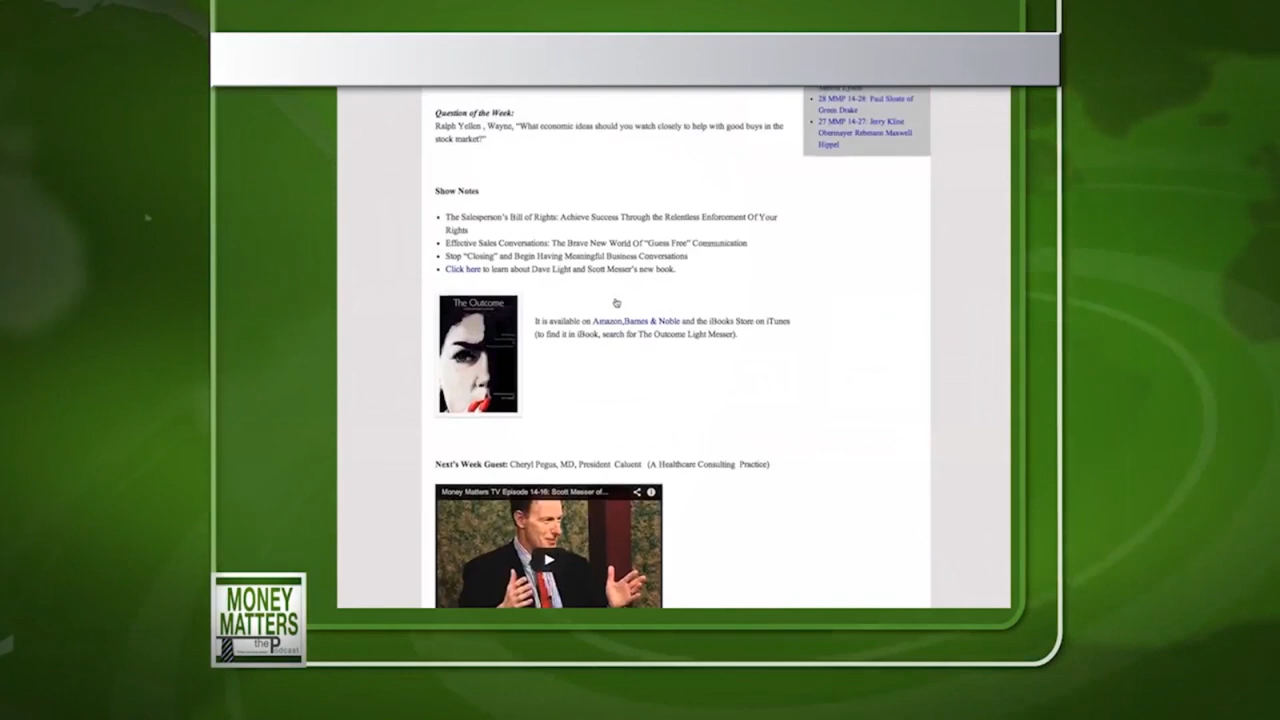 28 MMP 14-28: Paul Sloate of
Green Drake
27 MMP 14-27: Jerry Kline
Obermayer Rebmann Maxwell
Hippel
Question of the Week:
Ralph Yellen , Wayne, “What economic ideas should you watch closely to help with good buys in the
stock market?”
Show Notes
The Salesperson’s Bill of Rights: Achieve Success Through the Relentless Enforcement Of Your
Rights
Effective Sales Conversations: The Brave New World Of “Guess Free” Communication
Stop “Closing” and Begin Having Meaningful Business Conversations
Click here to learn about Dave Light and Scott Messer’s new book.
The Outcome
It is available on Amazon,Barnes & Noble and the iBooks Store on iTunes
(to find it in iBook, search for The Outcome Light Messer).
Next’s Week Guest: Cheryl Pegus, MD, President Caluent (A Healthcare Consulting Practice)
Money Matters TV Episode 14-16: Scott Messer of...
MONEY
MATTERS
the Podcast